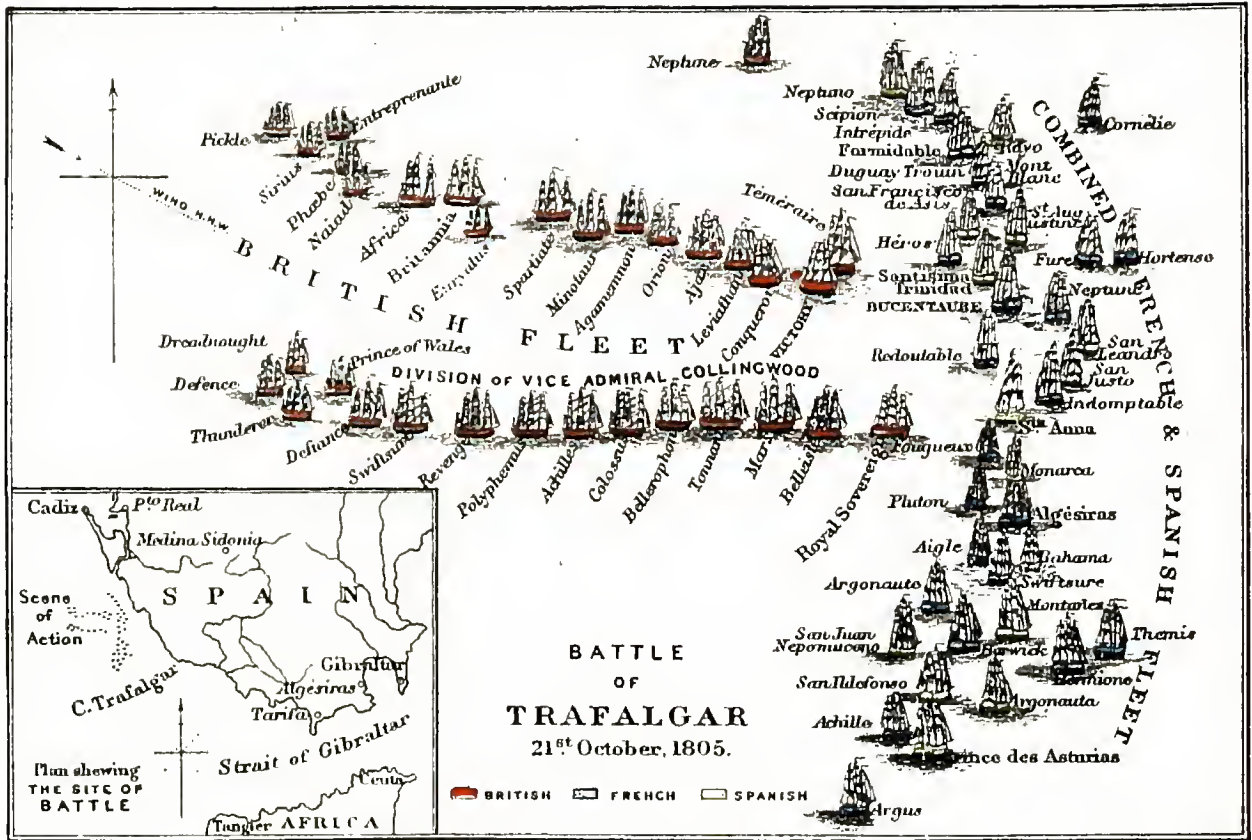 Neptune
Neptuno
Scipion
Intrépide
Formidable
Rayo
Cornélie
Duguay Trouin
Mont
Blanc
San Francisco
de Asis
St Aug
ustine
Héros
Furet
Hortense
Santisima
Trinidad
Neptune
BUCENTAURE
Redoutable
San
Leandro
San
Justo
Indomptable
Sta Anna
Fougueux
Monarca
Pluton
Algésiras
Aigle
Bahama
Swiftsure
Argonauto
Montañes
San Juan
Nepomuceno
Berwick
Themis
Hermione
San Ildefonso
Argonauta
Achille
Prince des Asturias
Argus
COMBINED FRENCH & SPANISH FLEET
Pickle
Entreprenante
Sirius
Phoebe
Naiad
Africa
Britannia
Euryalus
Spartiate
Minotaur
Agamemnon
Orion
Ajax
Leviathan
Conqueror
VICTORY
Téméraire
WIND N.N.W.
BRITISH FLEET
DIVISION OF VICE ADMIRAL COLLINGWOOD
Dreadnought
Prince of Wales
Defence
Thunderer
Defiance
Swiftsure
Revenge
Polyphemus
Achille
Colossus
Bellerophon
Tonnant
Mars
Belleisle
Royal Sovereign
Cadiz
Pto Real
Medina Sidonia
SPAIN
Scene
of
Action
Gibraltar
Algésiras
Tarifa
C. Trafalgar
Strait of Gibraltar
Ceuta
Tangier AFRICA
Plan shewing
THE SITE OF
BATTLE
BATTLE
OF
TRAFALGAR
21st October, 1805.
BRITISH FRENCH SPANISH